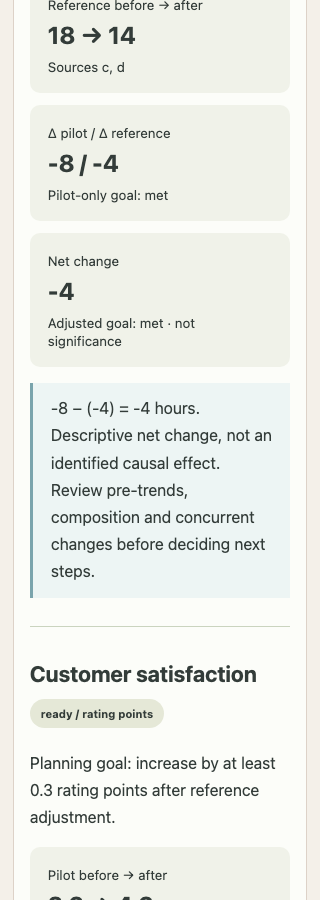 Reference before → after
18 → 14
Sources c, d
Δ pilot / Δ reference
-8 / -4
Pilot-only goal: met
Net change
-4
Adjusted goal: met · not
significance
-8 − (-4) = -4 hours.
Descriptive net change, not an
identified causal effect.
Review pre-trends,
composition and concurrent
changes before deciding next
steps.
Customer satisfaction
ready / rating points
Planning goal: increase by at least
0.3 rating points after reference
adjustment.
Pilot before → after